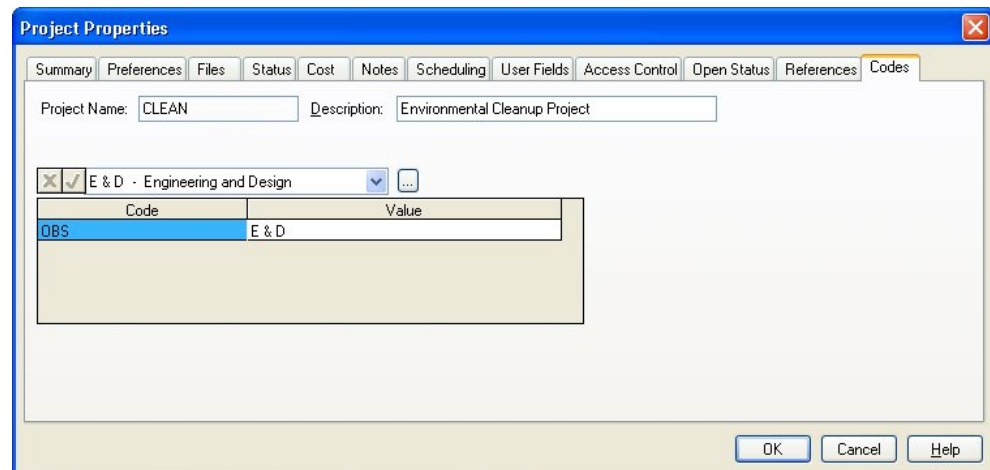 Project Properties
Summary Preferences Files Status Cost Notes Scheduling User Fields Access Control Open Status References Codes
Project Name: CLEAN Description: Environmental Cleanup Project
E & D - Engineering and Design ...
Code Value
OBS E & D
OK Cancel Help